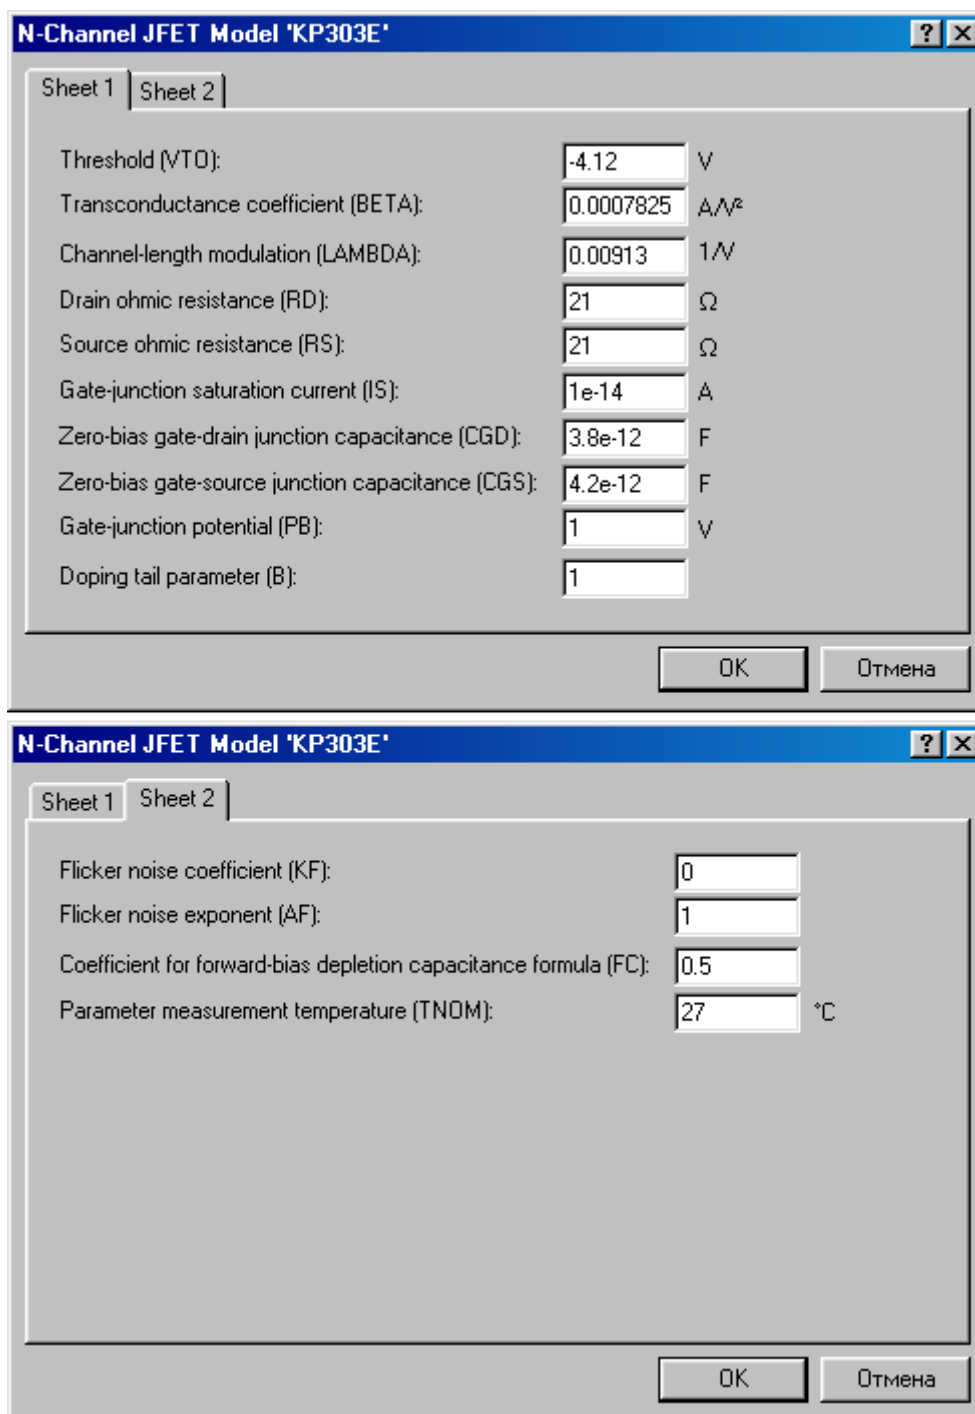 N-Channel JFET Model 'KP303E'
Sheet 1 Sheet 2
Threshold (VTO): -4.12 V
Transconductance coefficient (BETA): 0.0007825 A/V²
Channel-length modulation (LAMBDA): 0.00913 1/V
Drain ohmic resistance (RD): 21 Ω
Source ohmic resistance (RS): 21 Ω
Gate-junction saturation current (IS): 1e-14 A
Zero-bias gate-drain junction capacitance (CGD): 3.8e-12 F
Zero-bias gate-source junction capacitance (CGS): 4.2e-12 F
Gate-junction potential (PB): 1 V
Doping tail parameter (B): 1
OK Отмена
N-Channel JFET Model 'KP303E'
Sheet 1 Sheet 2
Flicker noise coefficient (KF): 0
Flicker noise exponent (AF): 1
Coefficient for forward-bias depletion capacitance formula (FC): 0.5
Parameter measurement temperature (TNOM): 27 °C
OK Отмена